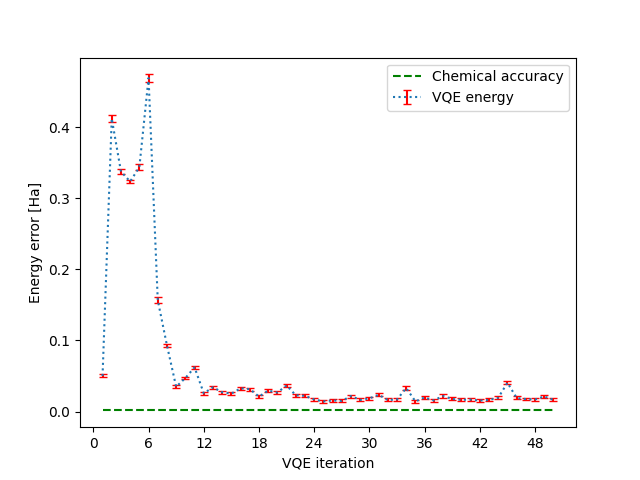 Chemical accuracy
VQE energy
Energy error [Ha]
0.4
0.3
0.2
0.1
0.0
0 6 12 18 24 30 36 42 48
VQE iteration